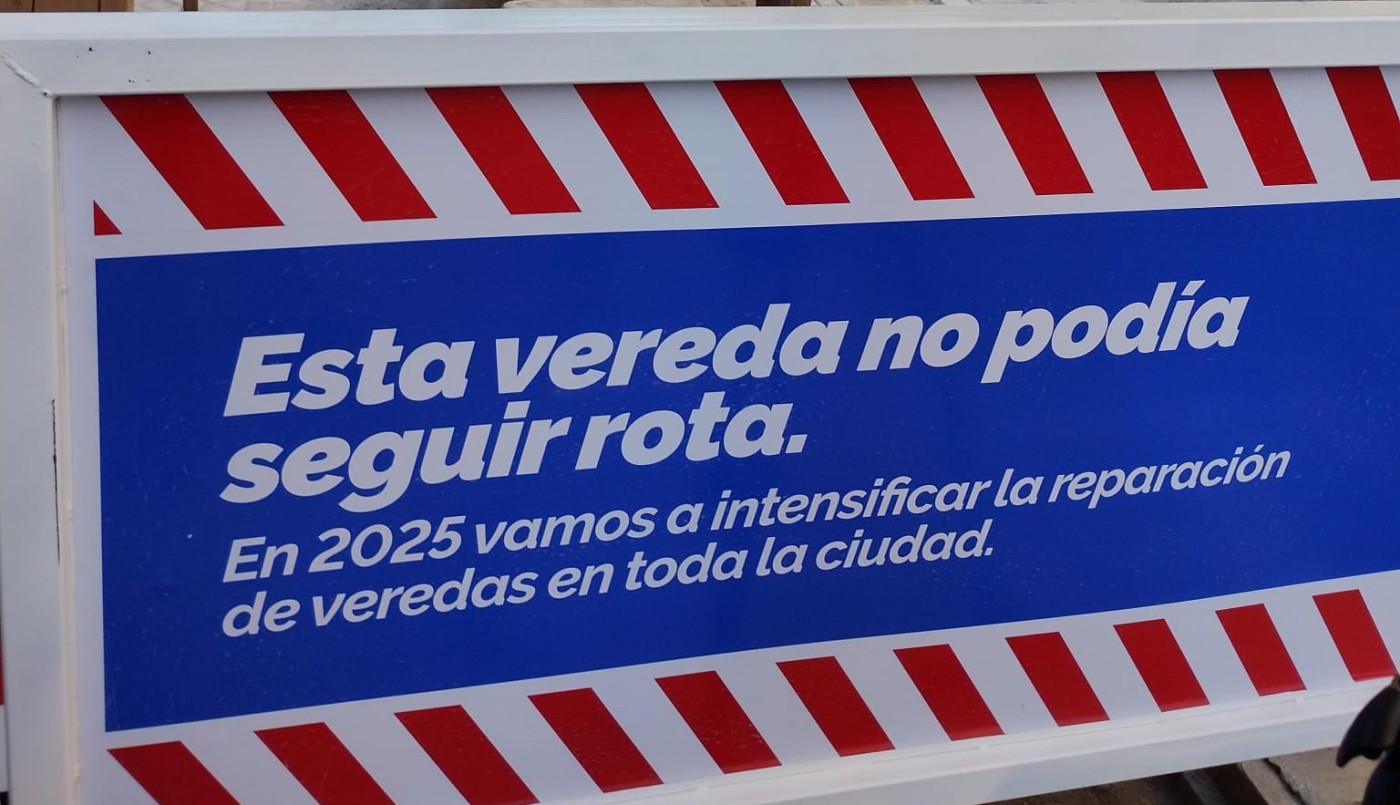 Esta vereda no podía
seguir rota.
En 2025 vamos a intensificar la reparación
de veredas en toda la ciudad.